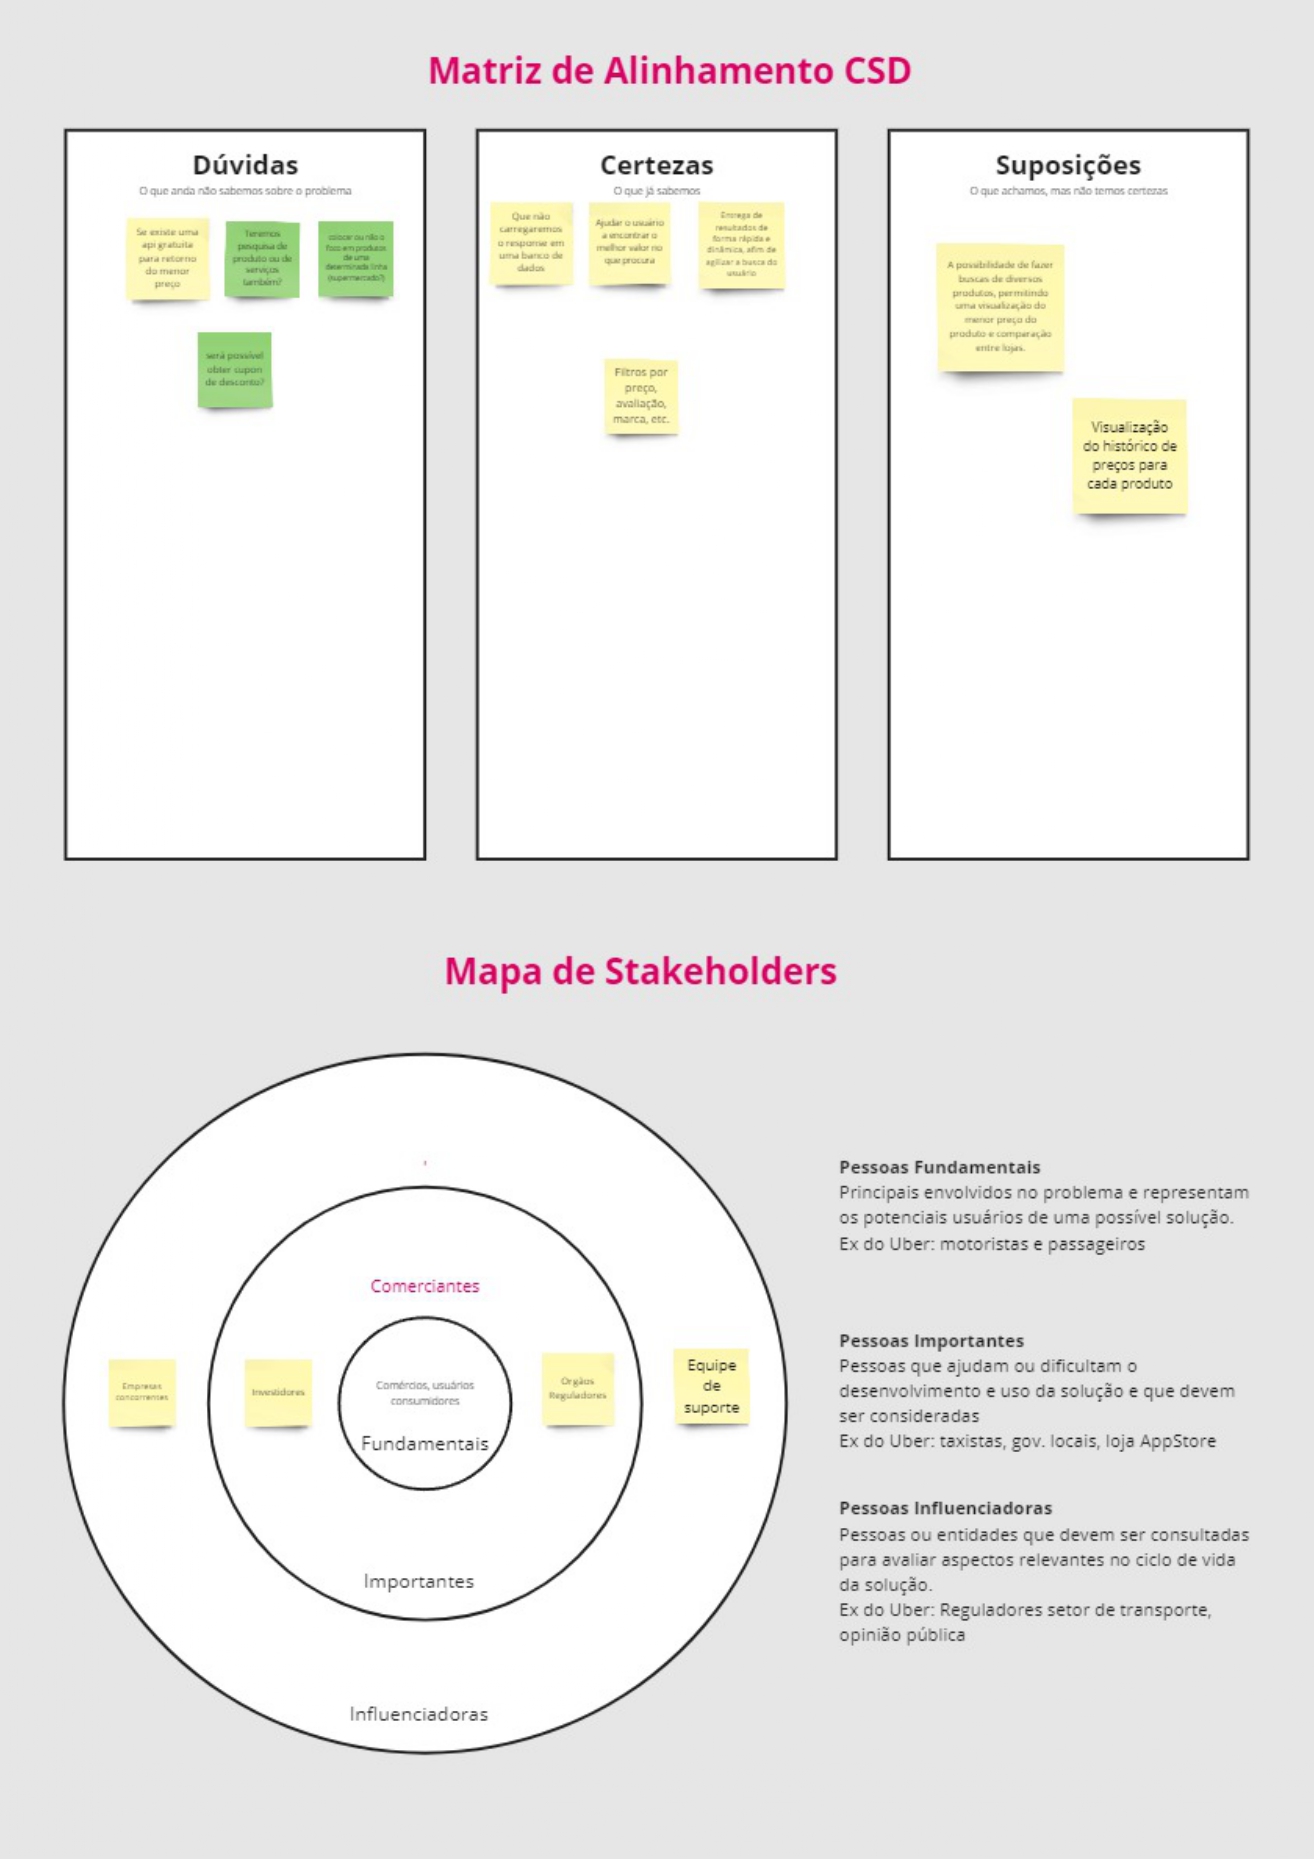 Matriz de Alinhamento CSD
Dúvidas
O que anda não sabemos sobre o problema
Se existe uma
api gratuita
para retorno
do menor
preço
Teremos
pesquisa de
produto ou de
serviços
também?
colocar ou não o
foco em produtos
de uma
determinada linha
(supermercado?)
será possível
obter cupon
de desconto?
Certezas
O que já sabemos
Que não
carregaremos
o response em
uma banco de
dados
Ajudar o usuário
a encontrar o
melhor valor no
que procura
Entrega de
resultados de
forma rápida e
dinâmica, afim de
agilizar a busca do
usuário
Filtros por
preço,
avaliação,
marca, etc.
Suposições
O que achamos, mas não temos certezas
A possibilidade de fazer
buscas de diversos
produtos, permitindo
uma visualização do
menor preço do
produto e comparação
entre lojas.
Visualização
do histórico de
preços para
cada produto
Mapa de Stakeholders
Comerciantes
Empresas
concorrentes
Investidores
Comércios, usuários
consumidores
Fundamentais
Orgãos
Reguladores
Equipe
de
suporte
Importantes
Influenciadoras
Pessoas Fundamentais
Principais envolvidos no problema e representam
os potenciais usuários de uma possível solução.
Ex do Uber: motoristas e passageiros
Pessoas Importantes
Pessoas que ajudam ou dificultam o
desenvolvimento e uso da solução e que devem
ser consideradas
Ex do Uber: taxistas, gov. locais, loja AppStore
Pessoas Influenciadoras
Pessoas ou entidades que devem ser consultadas
para avaliar aspectos relevantes no ciclo de vida
da solução.
Ex do Uber: Reguladores setor de transporte,
opinião pública